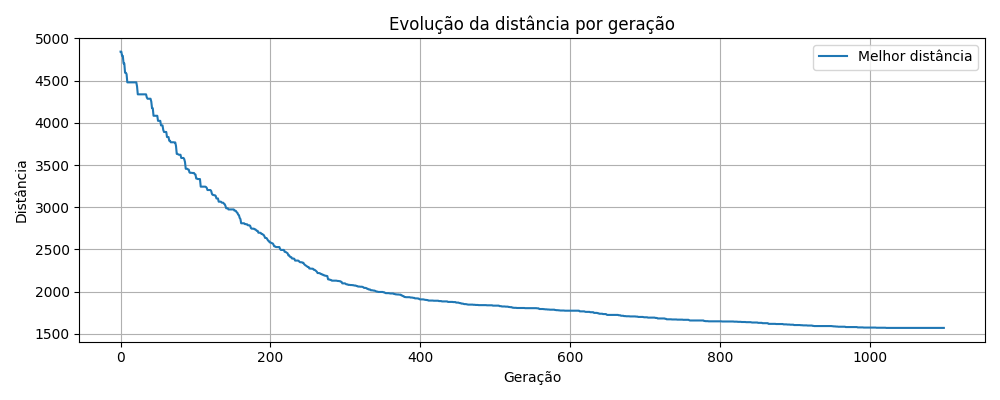 Evolução da distância por geração
Melhor distância
Distância
5000
4500
4000
3500
3000
2500
2000
1500
0 200 400 600 800 1000
Geração